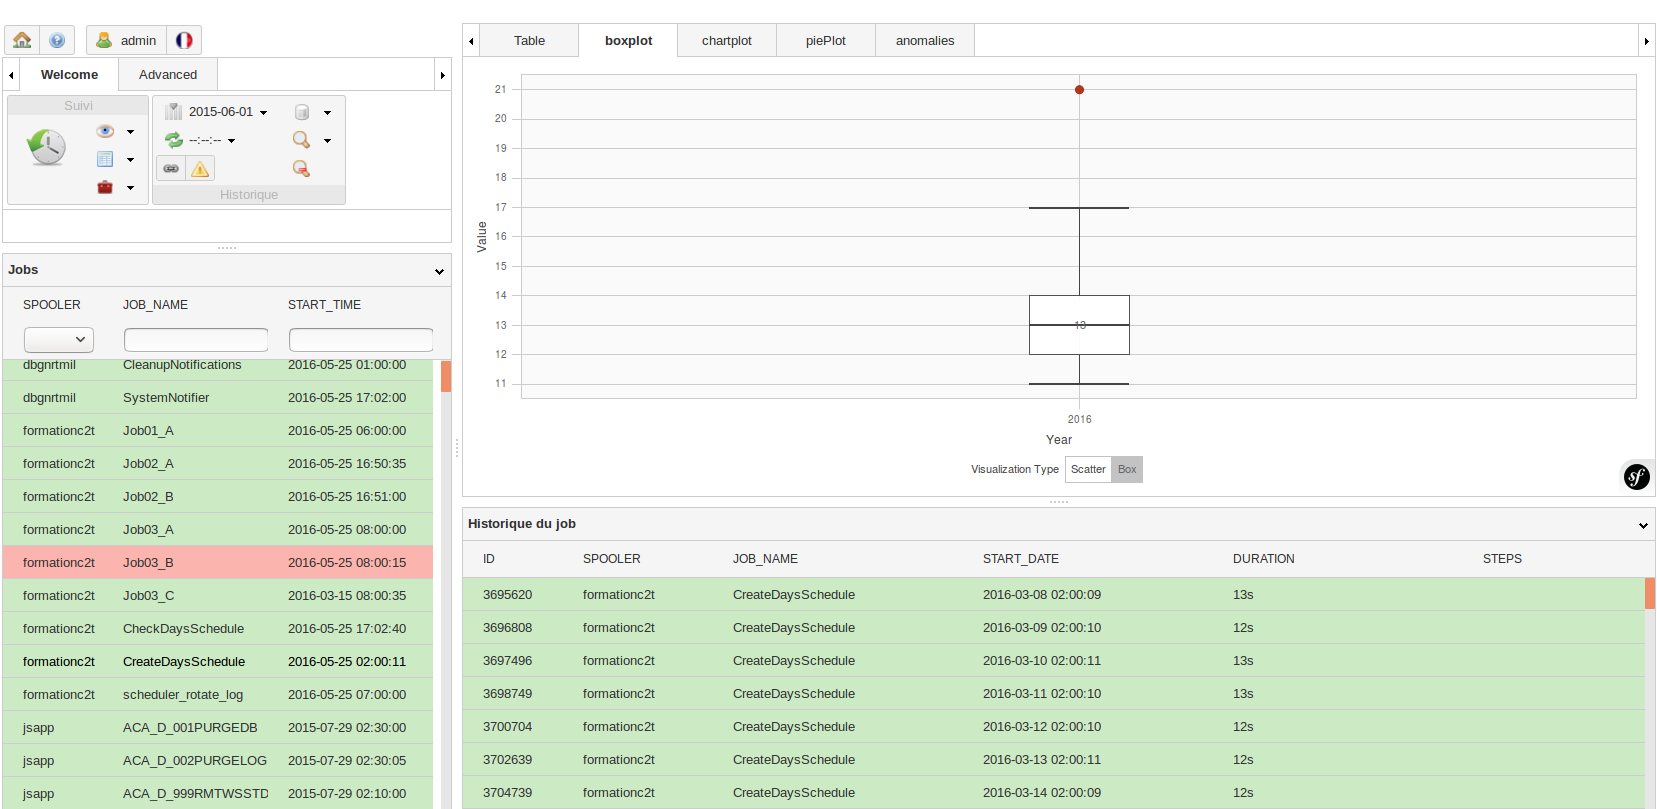 admin
Welcome
Advanced
Suivi
2015-06-01
--:--:--
Historique
Jobs
SPOOLER JOB_NAME START_TIME
dbgnrtmil CleanupNotifications 2016-05-25 01:00:00
dbgnrtmil SystemNotifier 2016-05-25 17:02:00
formationc2t Job01_A 2016-05-25 06:00:00
formationc2t Job02_A 2016-05-25 16:50:35
formationc2t Job02_B 2016-05-25 16:51:00
formationc2t Job03_A 2016-05-25 08:00:00
formationc2t Job03_B 2016-05-25 08:00:15
formationc2t Job03_C 2016-03-15 08:00:35
formationc2t CheckDaysSchedule 2016-05-25 17:02:40
formationc2t CreateDaysSchedule 2016-05-25 02:00:11
formationc2t scheduler_rotate_log 2016-05-25 07:00:00
jsapp ACA_D_001PURGEDB 2015-07-29 02:30:00
jsapp ACA_D_002PURGELOG 2015-07-29 02:30:05
jsapp ACA_D_999RMTWSSTD 2015-07-29 02:10:00
Table boxplot chartplot piePlot anomalies
21
20
19
18
17
16
15
14
13
12
11
Value
13
2016
Year
Visualization Type Scatter Box
sf
Historique du job
ID SPOOLER JOB_NAME START_DATE DURATION STEPS
3695620 formationc2t CreateDaysSchedule 2016-03-08 02:00:09 13s
3696808 formationc2t CreateDaysSchedule 2016-03-09 02:00:10 12s
3697496 formationc2t CreateDaysSchedule 2016-03-10 02:00:11 13s
3698749 formationc2t CreateDaysSchedule 2016-03-11 02:00:10 13s
3700704 formationc2t CreateDaysSchedule 2016-03-12 02:00:10 12s
3702639 formationc2t CreateDaysSchedule 2016-03-13 02:00:11 12s
3704739 formationc2t CreateDaysSchedule 2016-03-14 02:00:09 12s